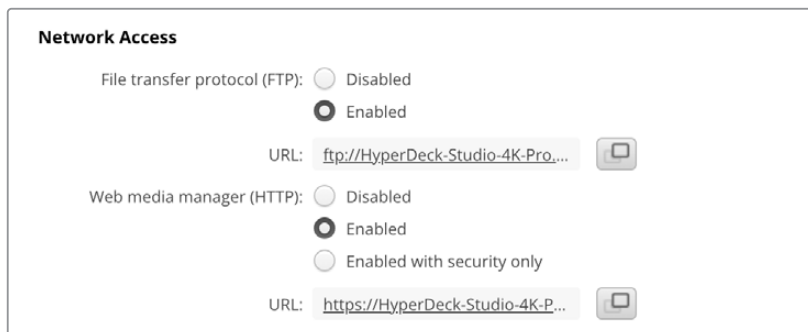 Network Access
File transfer protocol (FTP): Disabled
Enabled
URL: ftp://HyperDeck-Studio-4K-Pro....
Web media manager (HTTP): Disabled
Enabled
Enabled with security only
URL: https://HyperDeck-Studio-4K-P...